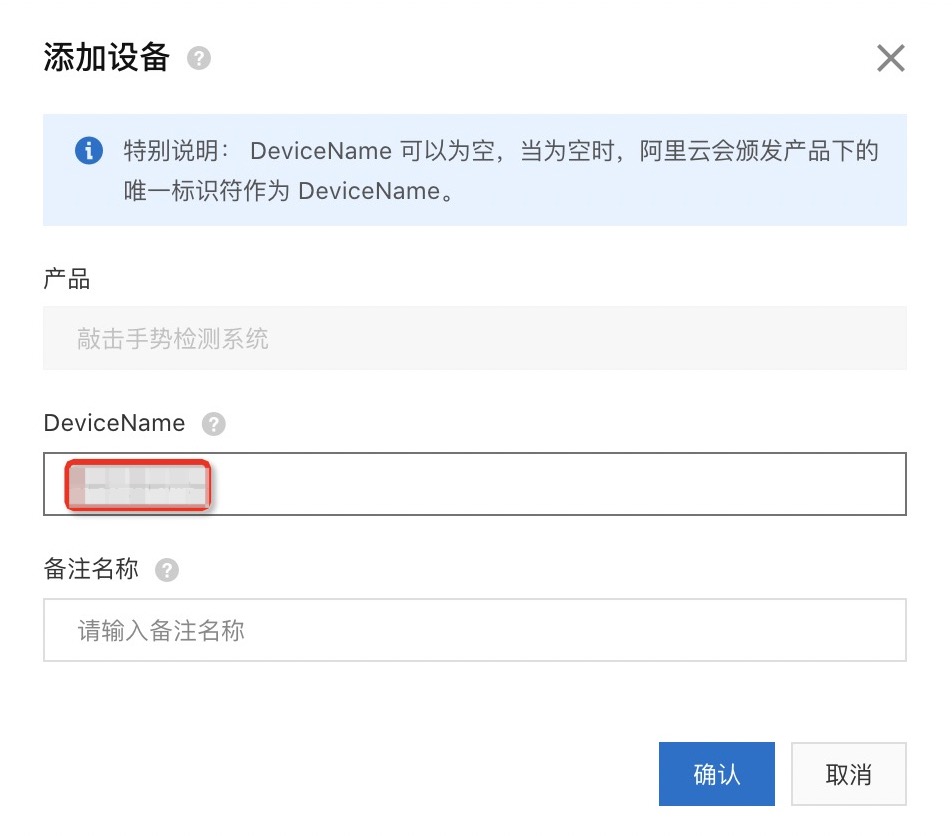 添加设备
特别说明： DeviceName 可以为空，当为空时，阿里云会颁发产品下的
唯一标识符作为 DeviceName。
产品
敲击手势检测系统
DeviceName
备注名称
请输入备注名称
确认
取消